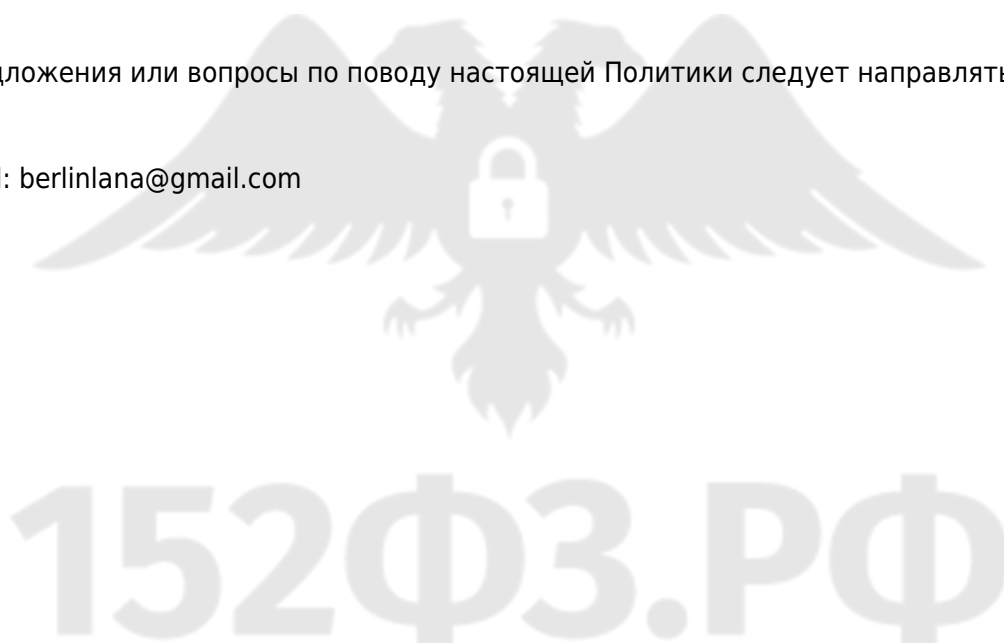 дложения или вопросы по поводу настоящей Политики следует направлять
l: berlinlana@gmail.com
152ФЗ.РФ